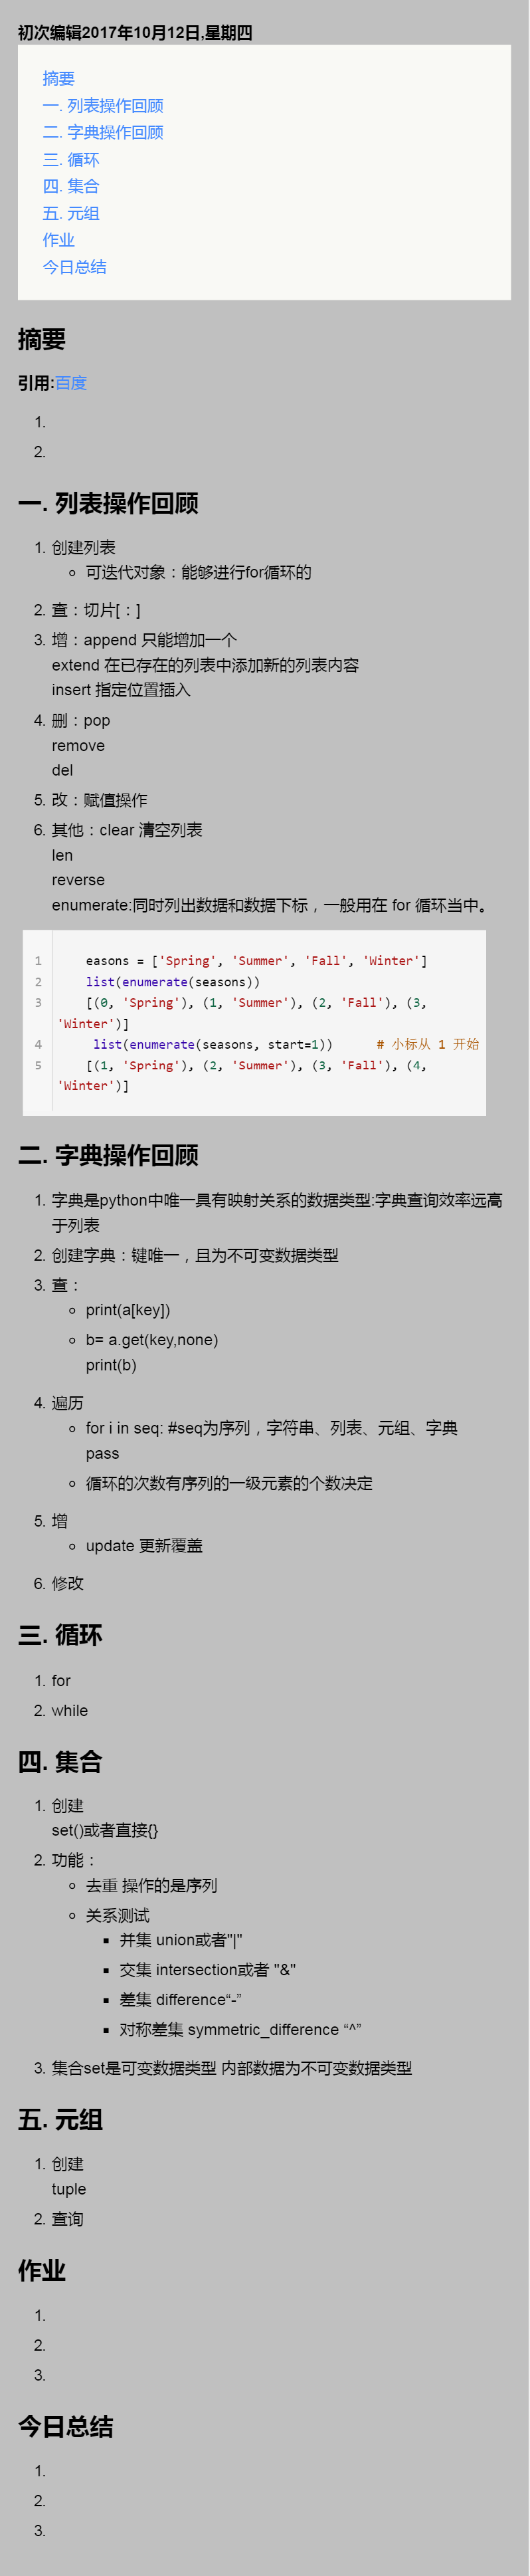 初次编辑2017年10月12日,星期四
摘要
一. 列表操作回顾
二. 字典操作回顾
三. 循环
四. 集合
五. 元组
作业
今日总结
摘要
引用:百度
1.
2.
一. 列表操作回顾
1. 创建列表
可迭代对象：能够进行for循环的
2. 查：切片[：]
3. 增：append 只能增加一个
extend 在已存在的列表中添加新的列表内容
insert 指定位置插入
4. 删：pop
remove
del
5. 改：赋值操作
6. 其他：clear 清空列表
len
reverse
enumerate:同时列出数据和数据下标，一般用在 for 循环当中。
1 easons = ['Spring', 'Summer', 'Fall', 'Winter']
2 list(enumerate(seasons))
3 [(0, 'Spring'), (1, 'Summer'), (2, 'Fall'), (3,
'Winter')]
4 list(enumerate(seasons, start=1)) # 小标从 1 开始
5 [(1, 'Spring'), (2, 'Summer'), (3, 'Fall'), (4,
'Winter')]
二. 字典操作回顾
1. 字典是python中唯一具有映射关系的数据类型:字典查询效率远高
于列表
2. 创建字典：键唯一，且为不可变数据类型
3. 查：
print(a[key])
b= a.get(key,none)
print(b)
4. 遍历
for i in seq: #seq为序列，字符串、列表、元组、字典
pass
循环的次数有序列的一级元素的个数决定
5. 增
update 更新覆盖
6. 修改
三. 循环
1. for
2. while
四. 集合
1. 创建
set()或者直接{}
2. 功能：
去重 操作的是序列
关系测试
并集 union或者"|"
交集 intersection或者 "&"
差集 difference“-”
对称差集 symmetric_difference “^”
3. 集合set是可变数据类型 内部数据为不可变数据类型
五. 元组
1. 创建
tuple
2. 查询
作业
1.
2.
3.
今日总结
1.
2.
3.